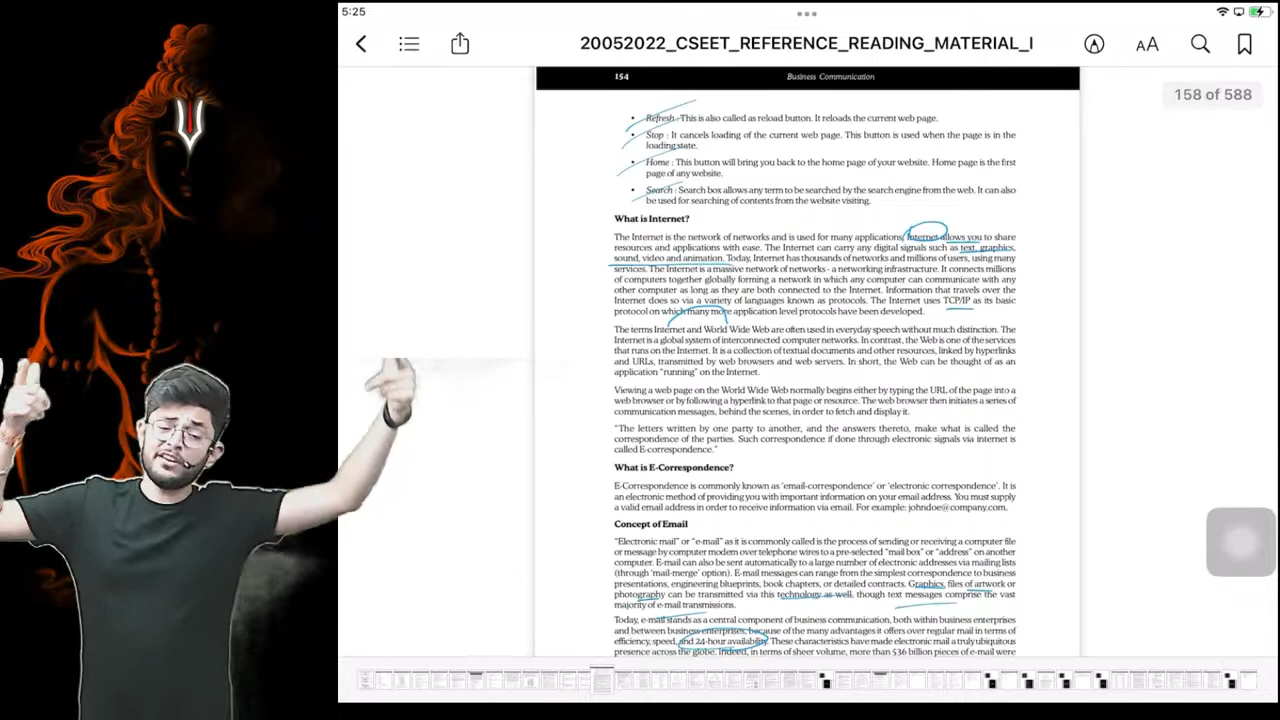 5:25
20052022_CSEET_REFERENCE_READING_MATERIAL_I
AA
158 of 588
154
Business Communication
• Refresh : This is also called as reload button. It reloads the current web page.
• Stop : It cancels loading of the current web page. This button is used when the page is in the
loading state.
• Home : This button will bring you back to the home page of your website. Home page is the first
page of any website.
• Search : Search box allows any term to be searched by the search engine from the web. It can also
be used for searching of contents from the website visiting.
What is Internet?
The Internet is the network of networks and is used for many applications, Internet allows you to share
resources and applications with ease. The Internet can carry any digital signals such as text, graphics,
sound, video and animation. Today, Internet has thousands of networks and millions of users, using many
services. The Internet is a massive network of networks - a networking infrastructure. It connects millions
of computers together globally forming a network in which any computer can communicate with any
other computer as long as they are both connected to the Internet. Information that travels over the
Internet does so via a variety of languages known as protocols. The Internet uses TCP/IP as its basic
protocol on which many more application level protocols have been developed.
The terms Internet and World Wide Web are often used in everyday speech without much distinction. The
Internet is a global system of interconnected computer networks. In contrast, the Web is one of the services
that runs on the Internet. It is a collection of textual documents and other resources, linked by hyperlinks
and URLs, transmitted by web browsers and web servers. In short, the Web can be thought of as an
application "running" on the Internet.
Viewing a web page on the World Wide Web normally begins either by typing the URL of the page into a
web browser or by following a hyperlink to that page or resource. The web browser then initiates a series of
communication messages, behind the scenes, in order to fetch and display it.
"The letters written by one party to another, and the answers thereto, make what is called the
correspondence of the parties. Such correspondence if done through electronic signals via internet is
called E-correspondence."
What is E-Correspondence?
E-Correspondence is commonly known as 'email-correspondence' or 'electronic correspondence'. It is
an electronic method of providing you with important information on your email address. You must supply
a valid email address in order to receive information via email. For example: johndoe@company.com.
Concept of Email
"Electronic mail" or "e-mail" as it is commonly called is the process of sending or receiving a computer file
or message by computer modem over telephone wires to a pre-selected "mail box" or "address" on another
computer. E-mail can also be sent automatically to a large number of electronic addresses via mailing lists
(through 'mail-merge' option). E-mail messages can range from the simplest correspondence to business
presentations, engineering blueprints, book chapters, or detailed contracts. Graphics, files of artwork or
photography can be transmitted via this technology as well, though text messages comprise the vast
majority of e-mail transmissions.
Today, e-mail stands as a central component of business communication, both within business enterprises
and between business enterprises, because of the many advantages it offers over regular mail in terms of
efficiency, speed, and 24-hour availability. These characteristics have made electronic mail a truly ubiquitous
presence across the globe. Indeed, in terms of sheer volume, more than 536 billion pieces of e-mail were